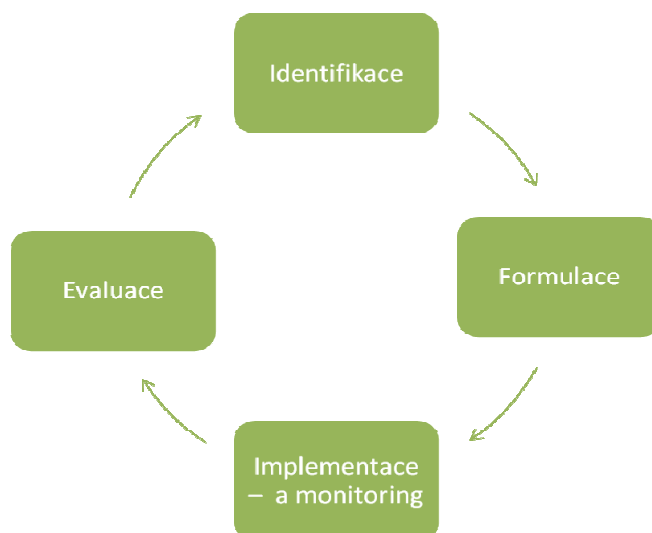 Identifikace
Formulace
Implementace
– a monitoring
Evaluace